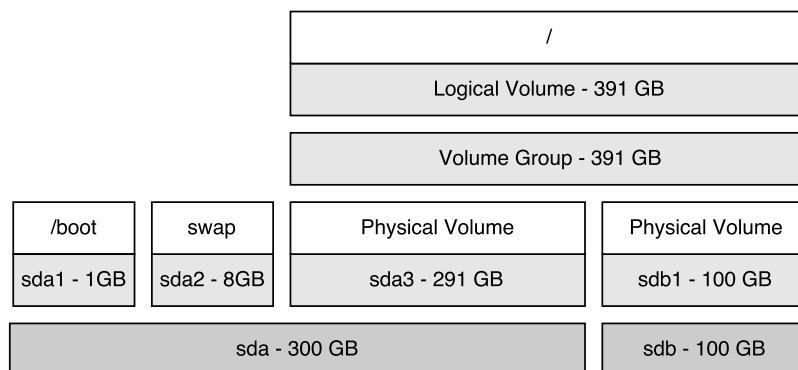 /
Logical Volume - 391 GB
Volume Group - 391 GB
/boot
swap
Physical Volume
Physical Volume
sda1 - 1GB
sda2 - 8GB
sda3 - 291 GB
sdb1 - 100 GB
sda - 300 GB
sdb - 100 GB